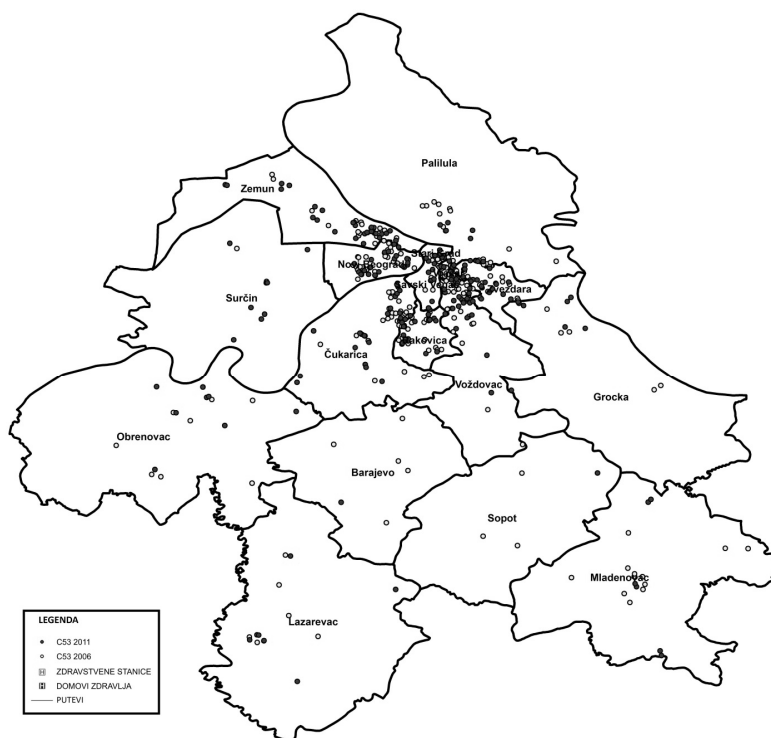 Palilula
Zemun
Stari Grad
Novi Beograd
Savski Venac
Zvezdara
Surčin
Rakovica
Čukarica
Voždovac
Grocka
Obrenovac
Barajevo
Sopot
Mladenovac
Lazarevac
LEGENDA
C53 2011
C53 2006
H ZDRAVSTVENE STANICE
H DOMOVI ZDRAVLJA
PUTEVI